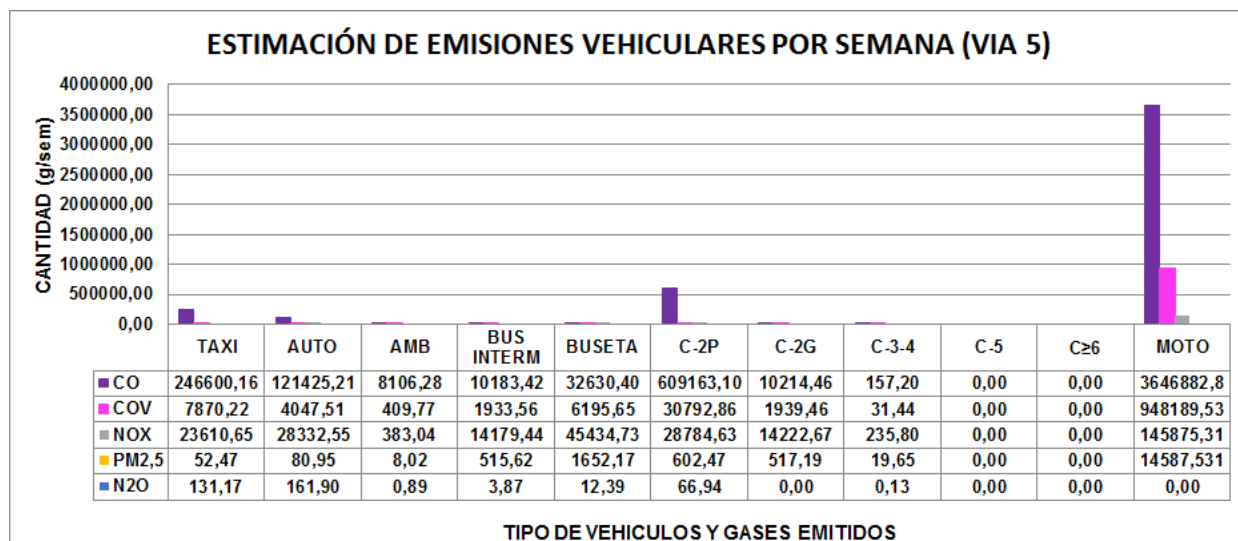 ESTIMACIÓN DE EMISIONES VEHICULARES POR SEMANA (VIA 5)
CANTIDAD (g/sem)
4000000,00
3500000,00
3000000,00
2500000,00
2000000,00
1500000,00
1000000,00
500000,00
0,00
TAXI AUTO AMB BUS INTERM BUSETA C-2P C-2G C-3-4 C-5 C≥6 MOTO
CO 246600,16 121425,21 8106,28 10183,42 32630,40 609163,10 10214,46 157,20 0,00 0,00 3646882,8
COV 7870,22 4047,51 409,77 1933,56 6195,65 30792,86 1939,46 31,44 0,00 0,00 948189,53
NOX 23610,65 28332,55 383,04 14179,44 45434,73 28784,63 14222,67 235,80 0,00 0,00 145875,31
PM2,5 52,47 80,95 8,02 515,62 1652,17 602,47 517,19 19,65 0,00 0,00 14587,531
N2O 131,17 161,90 0,89 3,87 12,39 66,94 0,00 0,13 0,00 0,00 0,00
TIPO DE VEHICULOS Y GASES EMITIDOS